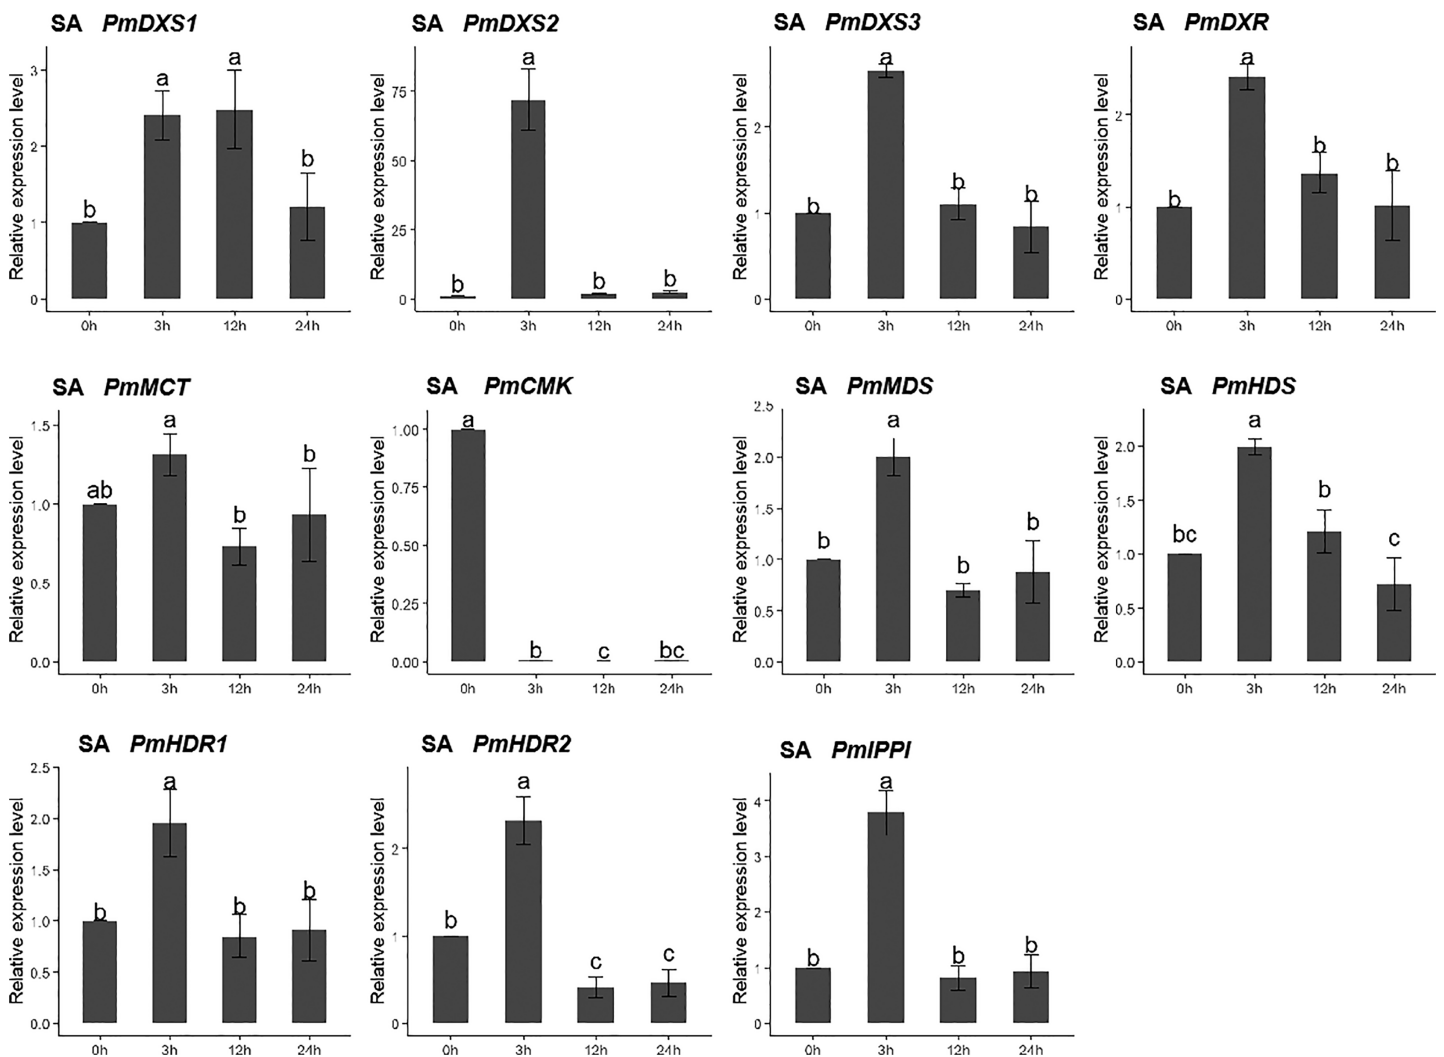 SA PmDXS1
Relative expression level
3
2
1
0
a
a
b
b
0h 3h 12h 24h
SA PmDXS2
Relative expression level
75
50
25
0
a
b
b
b
0h 3h 12h 24h
SA PmDXS3
Relative expression level
2
1
0
a
b
b
b
0h 3h 12h 24h
SA PmDXR
Relative expression level
2
1
0
a
b
b
b
0h 3h 12h 24h
SA PmMCT
Relative expression level
1.5
1.0
0.5
0.0
ab
a
b
b
0h 3h 12h 24h
SA PmCMK
Relative expression level
1.00
0.75
0.50
0.25
0.00
a
b
c
bc
0h 3h 12h 24h
SA PmMDS
Relative expression level
2.5
2.0
1.5
1.0
0.5
0.0
b
a
b
b
0h 3h 12h 24h
SA PmHDS
Relative expression level
2.0
1.5
1.0
0.5
0.0
bc
a
b
c
0h 3h 12h 24h
SA PmHDR1
Relative expression level
2.5
2.0
1.5
1.0
0.5
0.0
b
a
b
b
0h 3h 12h 24h
SA PmHDR2
Relative expression level
2
1
0
b
a
c
c
0h 3h 12h 24h
SA PmIPPI
Relative expression level
4
3
2
1
0
b
a
b
b
0h 3h 12h 24h